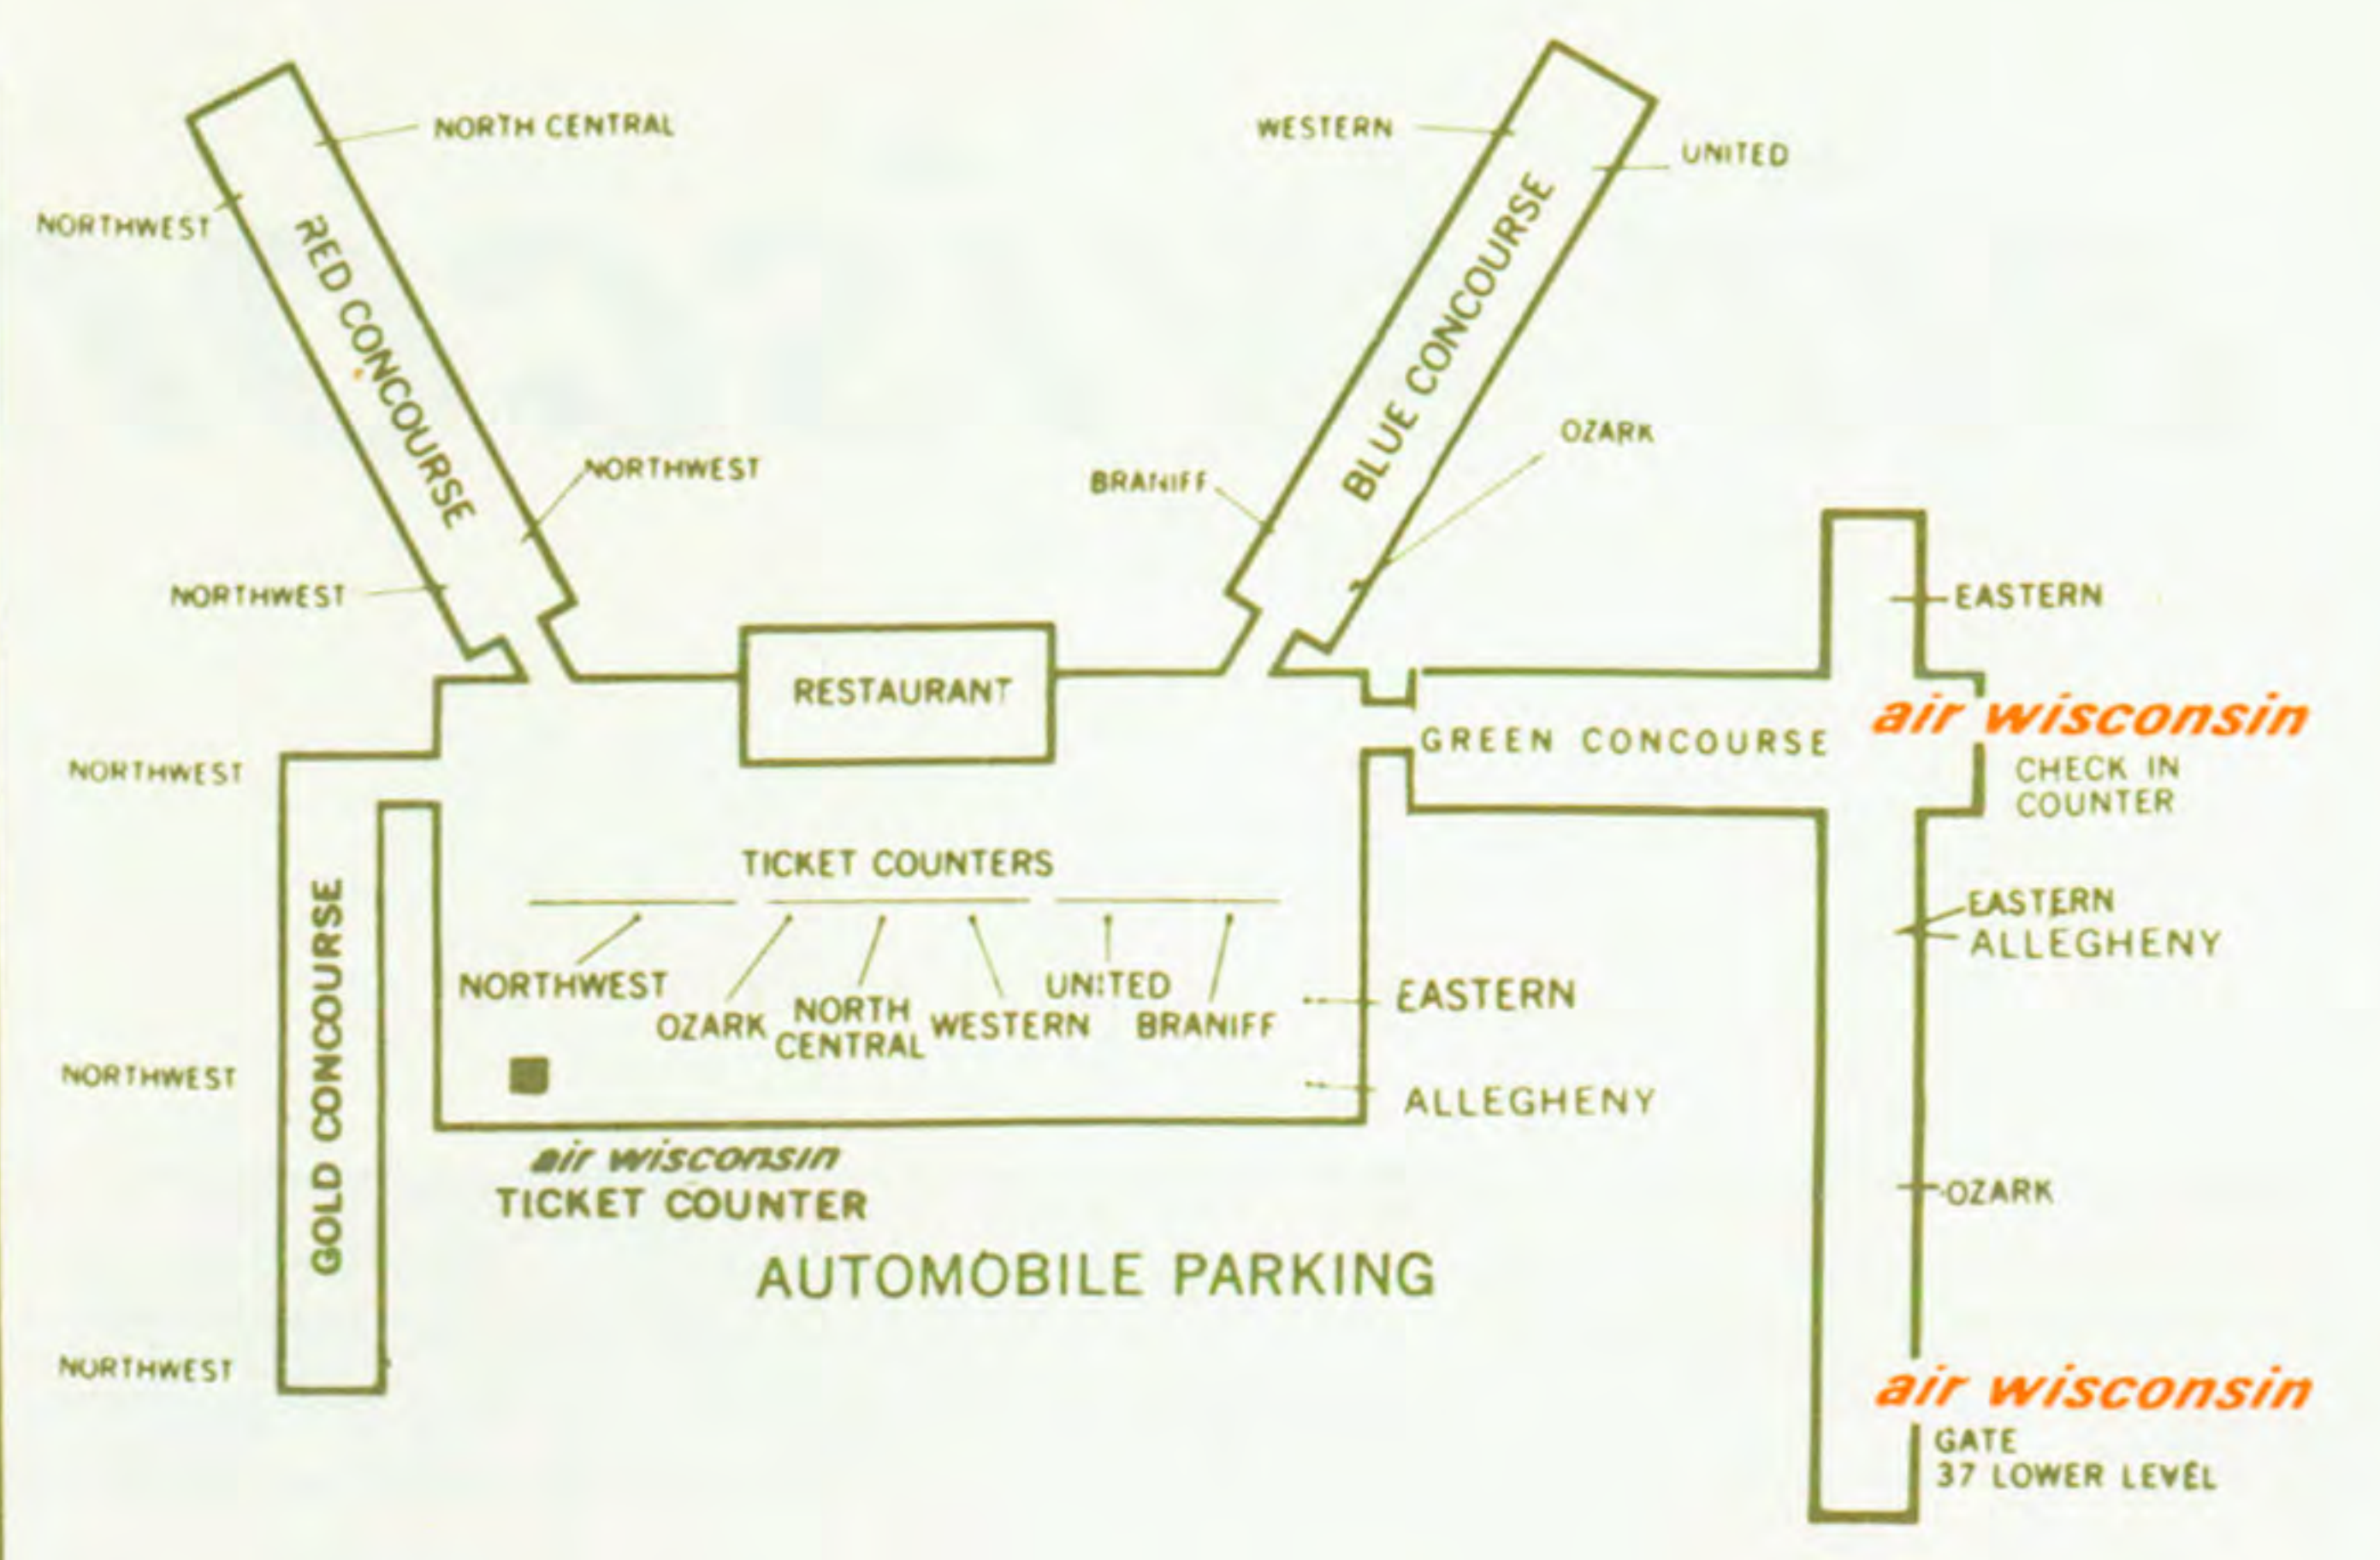 NORTH CENTRAL
WESTERN
UNITED
NORTHWEST
RED CONCOURSE
BLUE CONCOURSE
OZARK
NORTHWEST
BRANIFF
NORTHWEST
EASTERN
RESTAURANT
air wisconsin
GREEN CONCOURSE
CHECK IN
COUNTER
NORTHWEST
TICKET COUNTERS
EASTERN
ALLEGHENY
GOLD CONCOURSE
NORTHWEST
OZARK
NORTH
CENTRAL
WESTERN
UNITED
BRANIFF
EASTERN
NORTHWEST
ALLEGHENY
air wisconsin
TICKET COUNTER
OZARK
AUTOMOBILE PARKING
NORTHWEST
air wisconsin
GATE
37 LOWER LEVEL